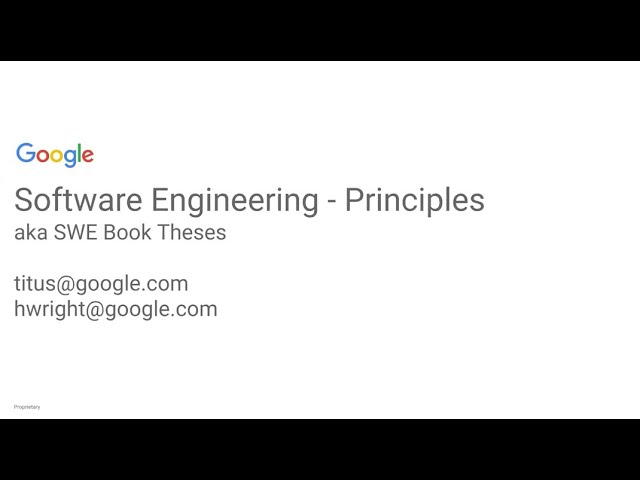 Google
Software Engineering - Principles
aka SWE Book Theses
titus@google.com
hwright@google.com
Proprietary